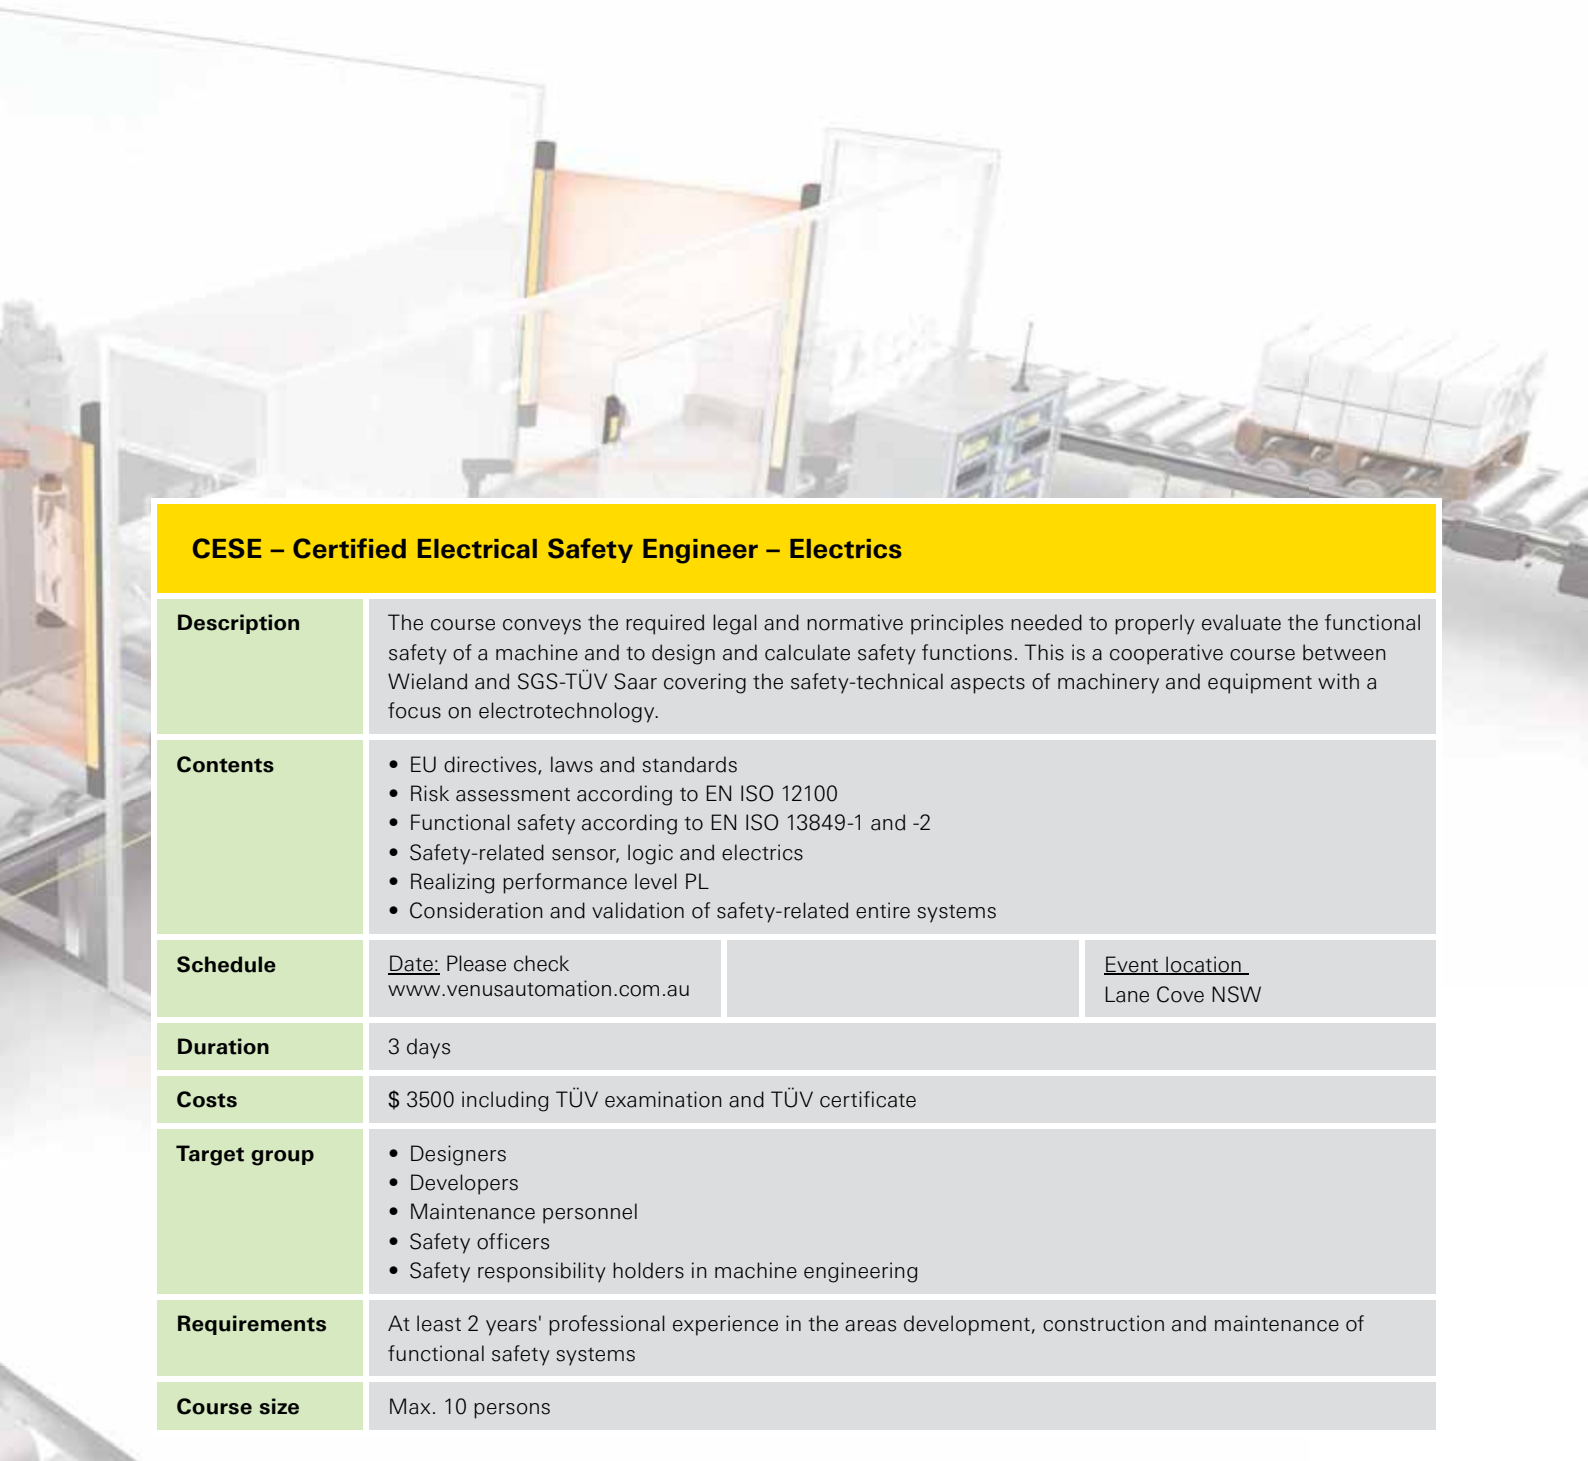 CESE – Certified Electrical Safety Engineer – Electrics
Description
The course conveys the required legal and normative principles needed to properly evaluate the functional
safety of a machine and to design and calculate safety functions. This is a cooperative course between
Wieland and SGS-TÜV Saar covering the safety-technical aspects of machinery and equipment with a
focus on electrotechnology.
Contents
• EU directives, laws and standards
• Risk assessment according to EN ISO 12100
• Functional safety according to EN ISO 13849-1 and -2
• Safety-related sensor, logic and electrics
• Realizing performance level PL
• Consideration and validation of safety-related entire systems
Schedule
Date: Please check
www.venusautomation.com.au
Event location
Lane Cove NSW
Duration
3 days
Costs
$ 3500 including TÜV examination and TÜV certificate
Target group
• Designers
• Developers
• Maintenance personnel
• Safety officers
• Safety responsibility holders in machine engineering
Requirements
At least 2 years' professional experience in the areas development, construction and maintenance of
functional safety systems
Course size
Max. 10 persons